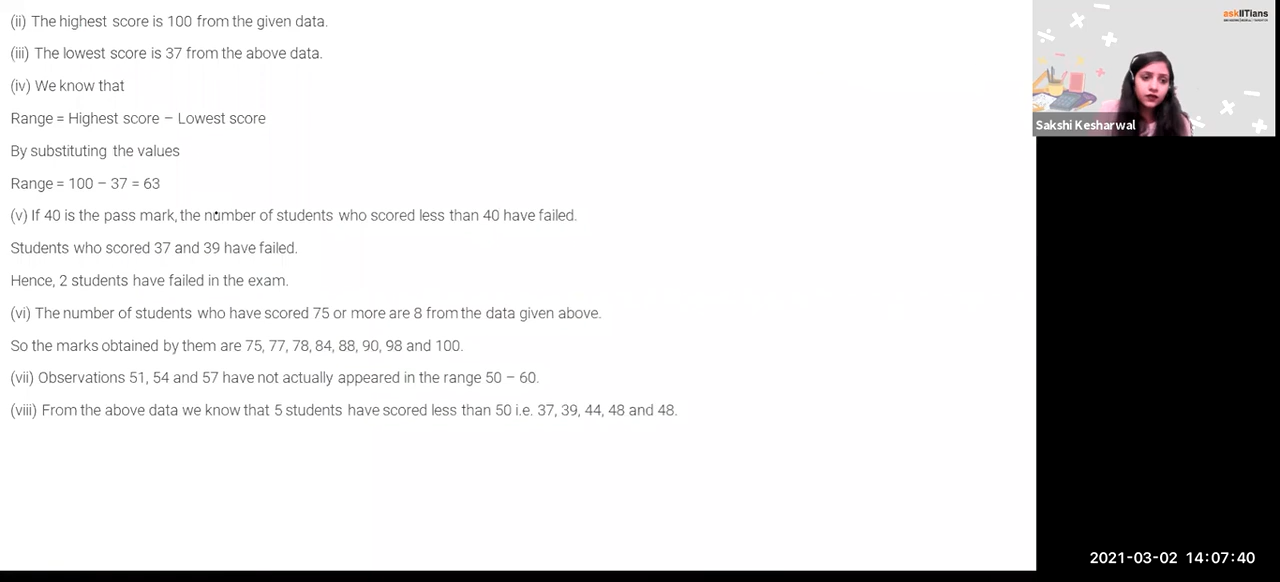 (ii) The highest score is 100 from the given data.
(iii) The lowest score is 37 from the above data.
(iv) We know that
Range = Highest score – Lowest score
By substituting the values
Range = 100 – 37 = 63
(v) If 40 is the pass mark, the number of students who scored less than 40 have failed.
Students who scored 37 and 39 have failed.
Hence, 2 students have failed in the exam.
(vi) The number of students who have scored 75 or more are 8 from the data given above.
So the marks obtained by them are 75, 77, 78, 84, 88, 90, 98 and 100.
(vii) Observations 51, 54 and 57 have not actually appeared in the range 50 – 60.
(viii) From the above data we know that 5 students have scored less than 50 i.e. 37, 39, 44, 48 and 48.
askIITians
Sakshi Kesharwal
2021-03-02 14:07:40